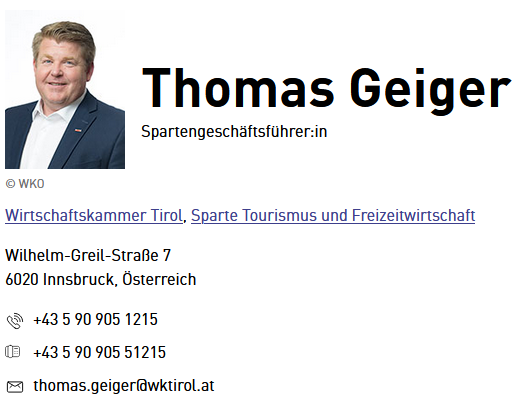 Thomas Geiger
Spartengeschäftsführer:in
© WKO
Wirtschaftskammer Tirol, Sparte Tourismus und Freizeitwirtschaft
Wilhelm-Greil-Straße 7
6020 Innsbruck, Österreich
+43 5 90 905 1215
+43 5 90 905 51215
thomas.geiger@wktirol.at